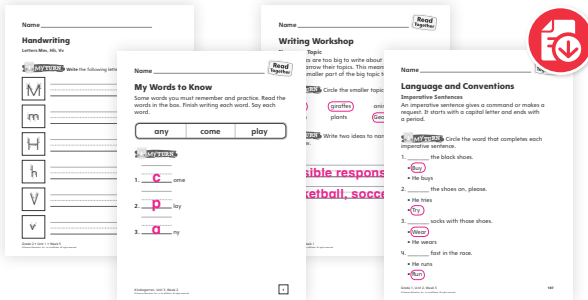 Name
Handwriting
Letters Mm, Hh, Vv
MY TURN Write the following letters
M
m
H
h
V
v
Name
Read Together
My Words to Know
Some words you must remember and practice. Read the
words in the box. Finish writing each word. Say each
word.
any come play
MY TURN
1. c ome
2. p lay
3. a ny
Kindergarten, Unit 5, Week 2
Name
Read Together
Writing Workshop
Topic
are too big to write about
row their topics. This mean
smaller part of the big topic t
Circle the smaller topic
giraffes
plants
Write two ideas to nar
sible respons
ketball, socce
Name
Language and Conventions
Imperative Sentences
An imperative sentence gives a command or makes a
request. It starts with a capital letter and ends with
a period.
MY TURN Circle the word that completes each
imperative sentence.
1. ______ the black shoes.
• Buy
• He buys
2. ______ the shoes on, please.
• He tries
• Try
3. ______ socks with those shoes.
• Wear
• He wears
4. ______ fast in the race.
• He runs
• Run
Grade 1, Unit 2, Week 5